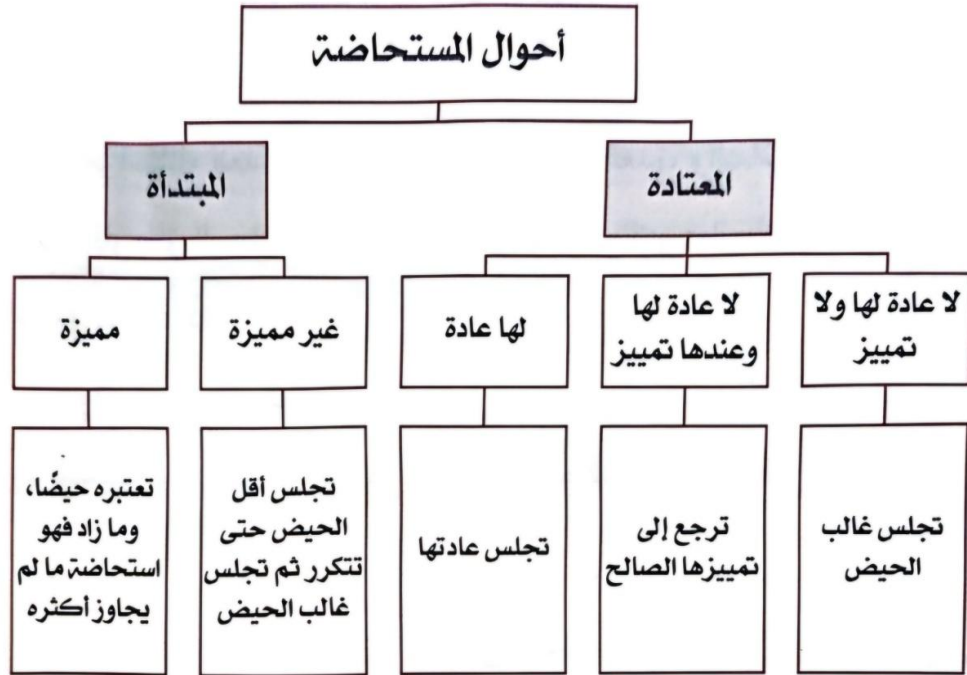 أحوال المستحاضة
المعتادة
المبتدأة
لا عادة لها ولا
تمييز
لا عادة لها
وعندها تمييز
لها عادة
غير مميزة
مميزة
تجلس غالب
الحيض
ترجع إلى
تمييزها الصالح
تجلس عادتها
تجلس أقل
الحيض حتى
تتكرر ثم تجلس
غالب الحيض
تعتبره حيضًا،
وما زاد فهو
استحاضة ما لم
يجاوز أكثره